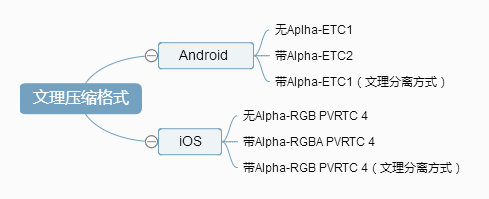 文理压缩格式
Android
无Aplha-ETC1
带Alpha-ETC2
带Alpha-ETC1（文理分离方式）
iOS
无Alpha-RGB PVRTC 4
带Alpha-RGBA PVRTC 4
带Alpha-RGB PVRTC 4（文理分离方式）